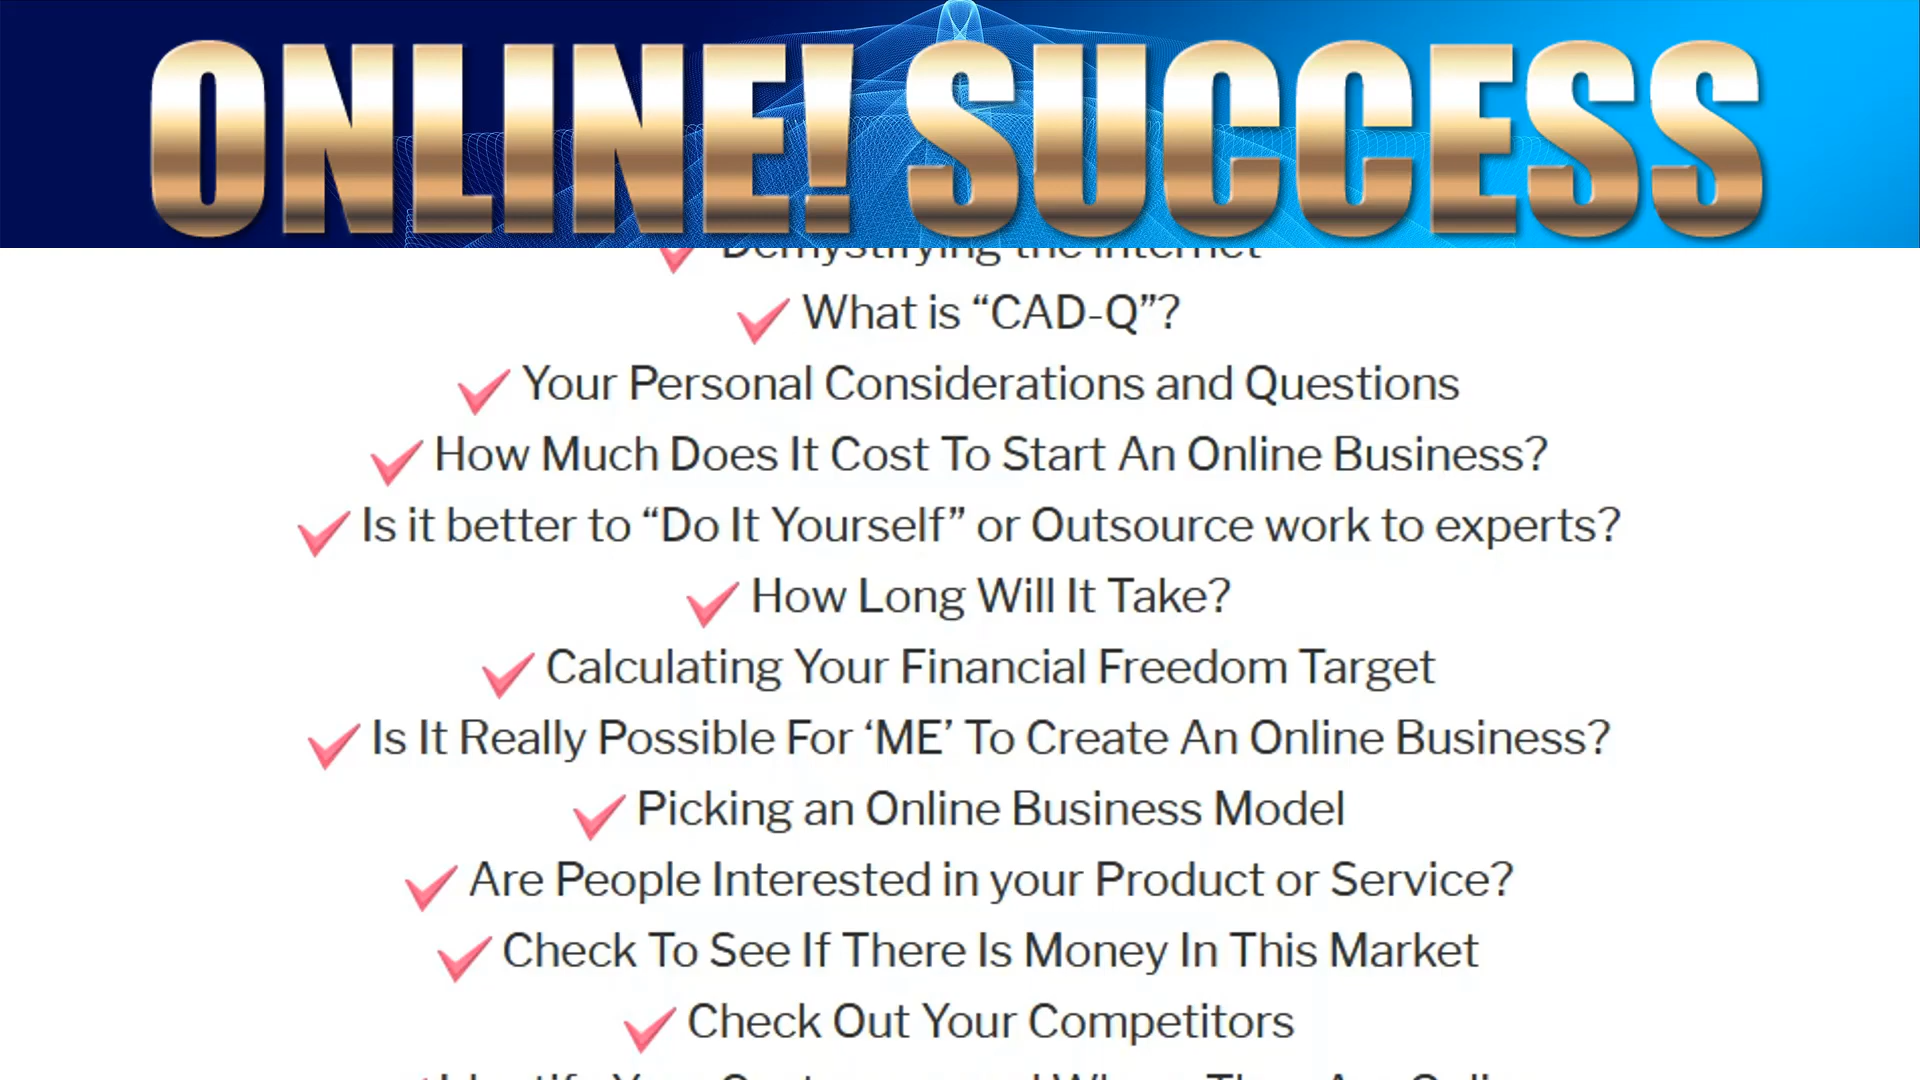 ONLINE! SUCCESS
Demystifying the Internet
What is “CAD-Q”?
Your Personal Considerations and Questions
How Much Does It Cost To Start An Online Business?
Is it better to “Do It Yourself” or Outsource work to experts?
How Long Will It Take?
Calculating Your Financial Freedom Target
Is It Really Possible For ‘ME’ To Create An Online Business?
Picking an Online Business Model
Are People Interested in your Product or Service?
Check To See If There Is Money In This Market
Check Out Your Competitors